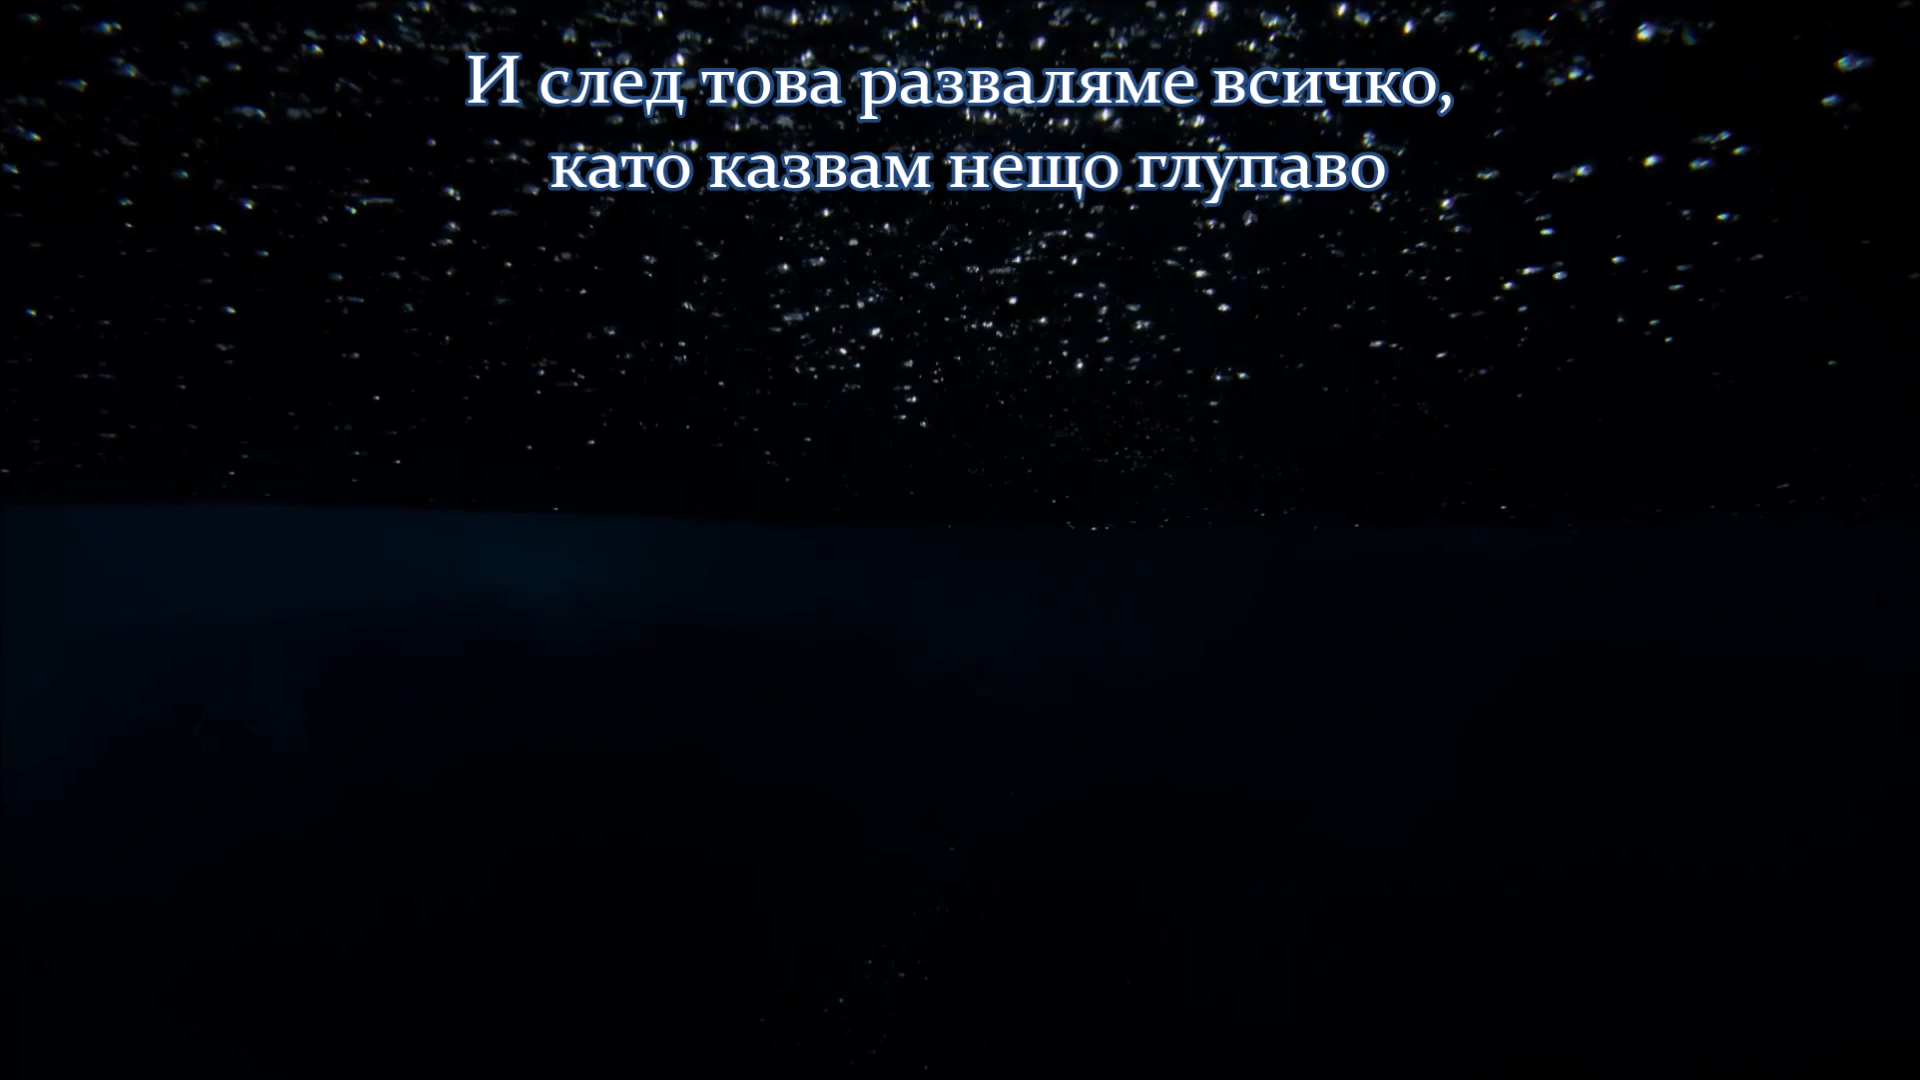 И след това разваляме всичко,
като казвам нещо глупаво